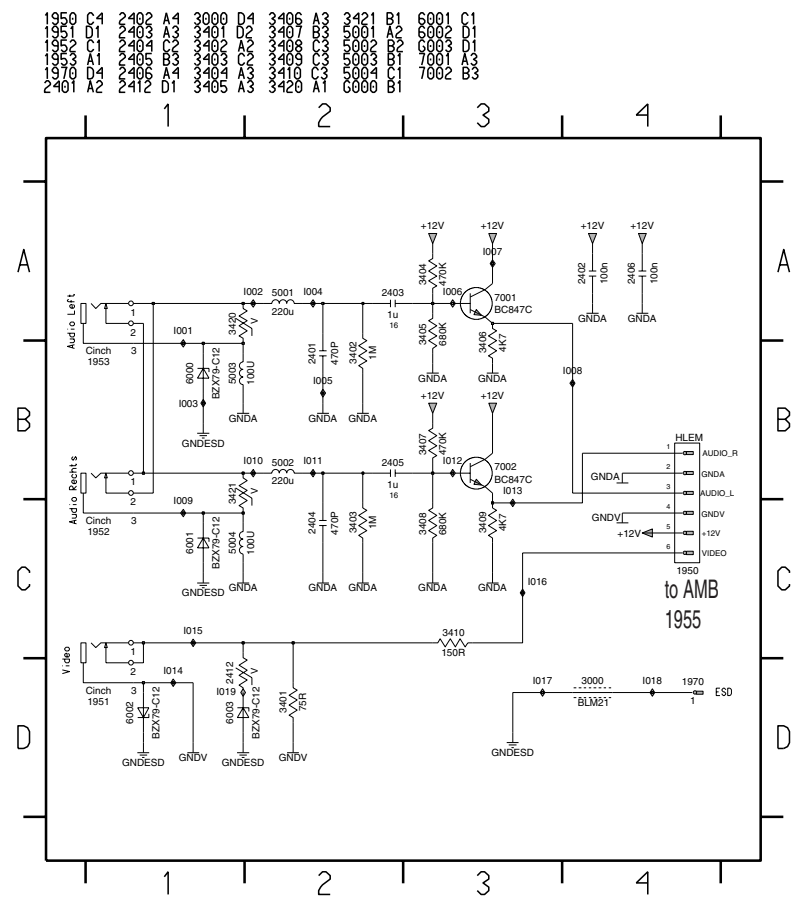 1950 C4 2402 A4 3000 D4 3406 A3 3421 B1 6001 C1
1951 D1 2403 A3 3401 D2 3407 B3 5001 A2 6002 D1
1952 C1 2404 C2 3402 A2 3408 C3 5002 B2 G003 D1
1953 A1 2405 B3 3403 C2 3409 C3 5003 B1 7001 A3
1970 D4 2406 A4 3404 A3 3410 C3 5004 C1 7002 B3
2401 A2 2412 D1 3405 A3 3420 A1 G000 B1
1 2 3 4
A A
+12V +12V +12V +12V
I007
3404 470K
2402 100n
2406 100n
Audio Left
1
2
3
Cinch
1953
I002 5001 I004 2403 I006
220u
1u
16
7001
BC847C
GNDA GNDA
3420 V
I001
3405 680K
3406 4K7
2401 470P
3402 1M
6000 BZX79-C12
5003 100U
I005
I003
I008
GNDA GNDA
GNDA GNDA GNDA
GNDESD
B B
+12V +12V
3407 470K
HLEM
1 AUDIO_R
2 GNDA
GNDA
3 AUDIO_L
4 GNDV
GNDV
5 +12V
+12V
6 VIDEO
1950
to AMB
1955
Audio Rechts
1
2
3
Cinch
1952
I010 5002 I011 2405 I012
220u
1u
16
7002
BC847C
I013
3421 V
I009
6001 BZX79-C12
5004 100U
2404 470P
3403 1M
3408 680K
3409 4K7
GNDESD GNDA GNDA GNDA GNDA GNDA
C C
I016
Video
1
2
3
Cinch
1951
I015
3410
150R
I014
2412 V
I019
6002 BZX79-C12
6003 BZX79-C12
3401 75R
GNDESD GNDV GNDESD GNDV
I017 3000 I018 1970
BLM21
1
ESD
GNDESD
D D
1 2 3 4